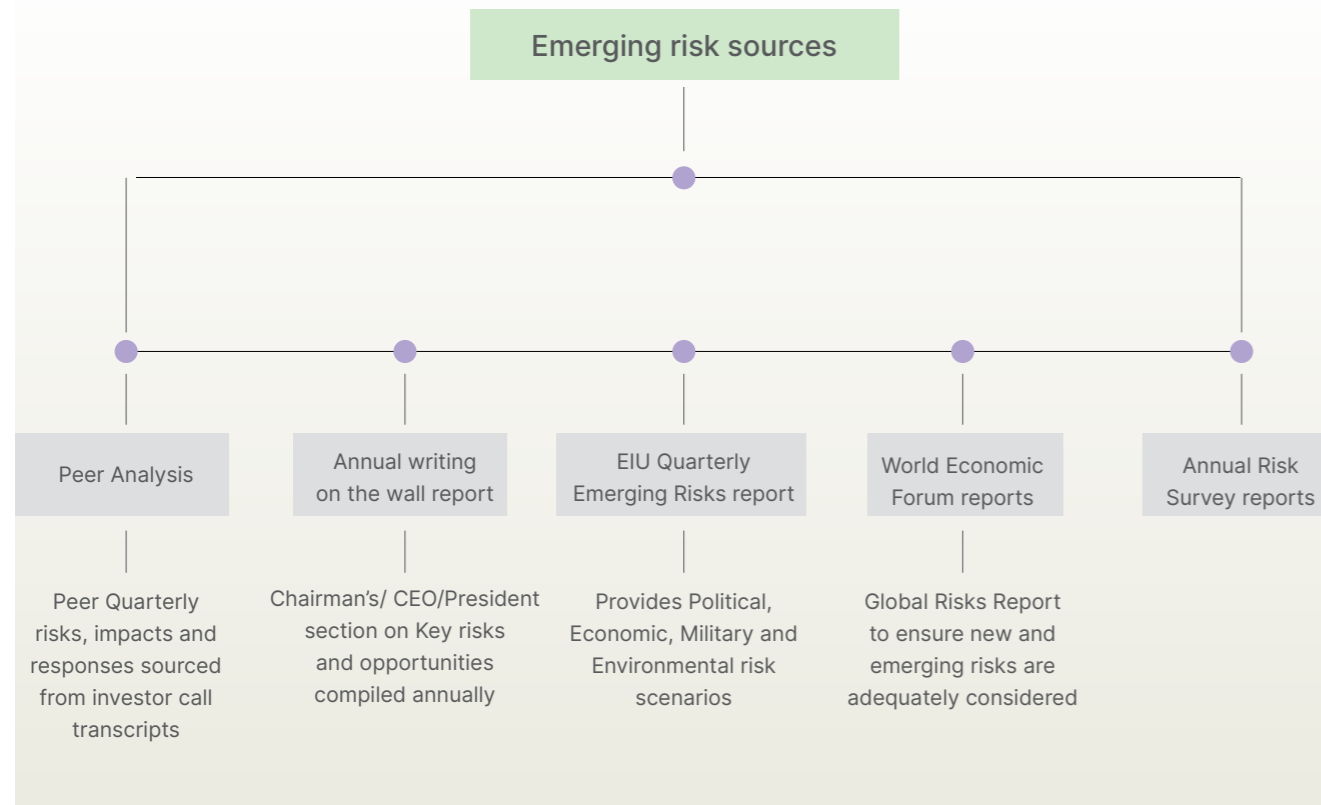 Emerging risk sources
Peer Analysis
Annual writing
on the wall report
EIU Quarterly
Emerging Risks report
World Economic
Forum reports
Annual Risk
Survey reports
Peer Quarterly
risks, impacts and
responses sourced
from investor call
transcripts
Chairman’s/ CEO/President
section on Key risks
and opportunities
compiled annually
Provides Political,
Economic, Military and
Environmental risk
scenarios
Global Risks Report
to ensure new and
emerging risks are
adequately considered